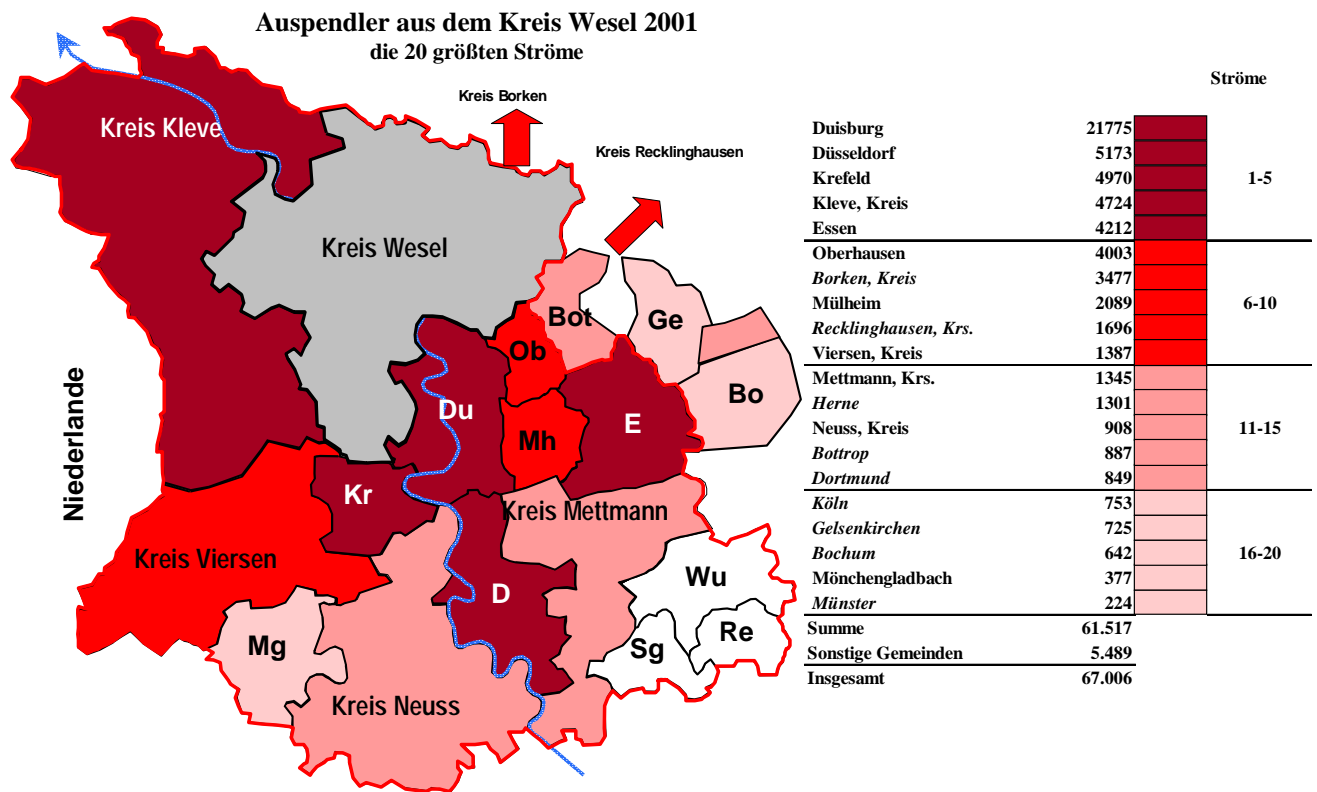 Auspendler aus dem Kreis Wesel 2001
die 20 größten Ströme
Kreis Borken
Kreis Recklinghausen
Kreis Kleve
Kreis Wesel
Bot
Ge
Ob
Bo
Du
Mh
E
Niederlande
Kr
Kreis Mettmann
Kreis Viersen
Wu
D
Mg
Sg
Re
Kreis Neuss
Ströme
Duisburg 21775
Düsseldorf 5173
Krefeld 4970 1-5
Kleve, Kreis 4724
Essen 4212
Oberhausen 4003
Borken, Kreis 3477
Mülheim 2089 6-10
Recklinghausen, Krs. 1696
Viersen, Kreis 1387
Mettmann, Krs. 1345
Herne 1301
Neuss, Kreis 908 11-15
Bottrop 887
Dortmund 849
Köln 753
Gelsenkirchen 725
Bochum 642 16-20
Mönchengladbach 377
Münster 224
Summe 61.517
Sonstige Gemeinden 5.489
Insgesamt 67.006